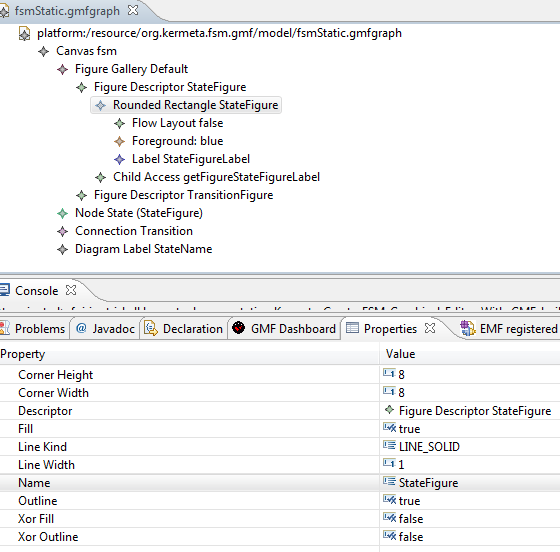 fsmStatic.gmfgraph
platform:/resource/org.kermeta.fsm.gmf/model/fsmStatic.gmfgraph
Canvas fsm
Figure Gallery Default
Figure Descriptor StateFigure
Rounded Rectangle StateFigure
Flow Layout false
Foreground: blue
Label StateFigureLabel
Child Access getFigureStateFigureLabel
Figure Descriptor TransitionFigure
Node State (StateFigure)
Connection Transition
Diagram Label StateName
Console
Problems @ Javadoc Declaration GMF Dashboard Properties EMF registered
Property Value
Corner Height 8
Corner Width 8
Descriptor Figure Descriptor StateFigure
Fill true
Line Kind LINE_SOLID
Line Width 1
Name StateFigure
Outline true
Xor Fill false
Xor Outline false